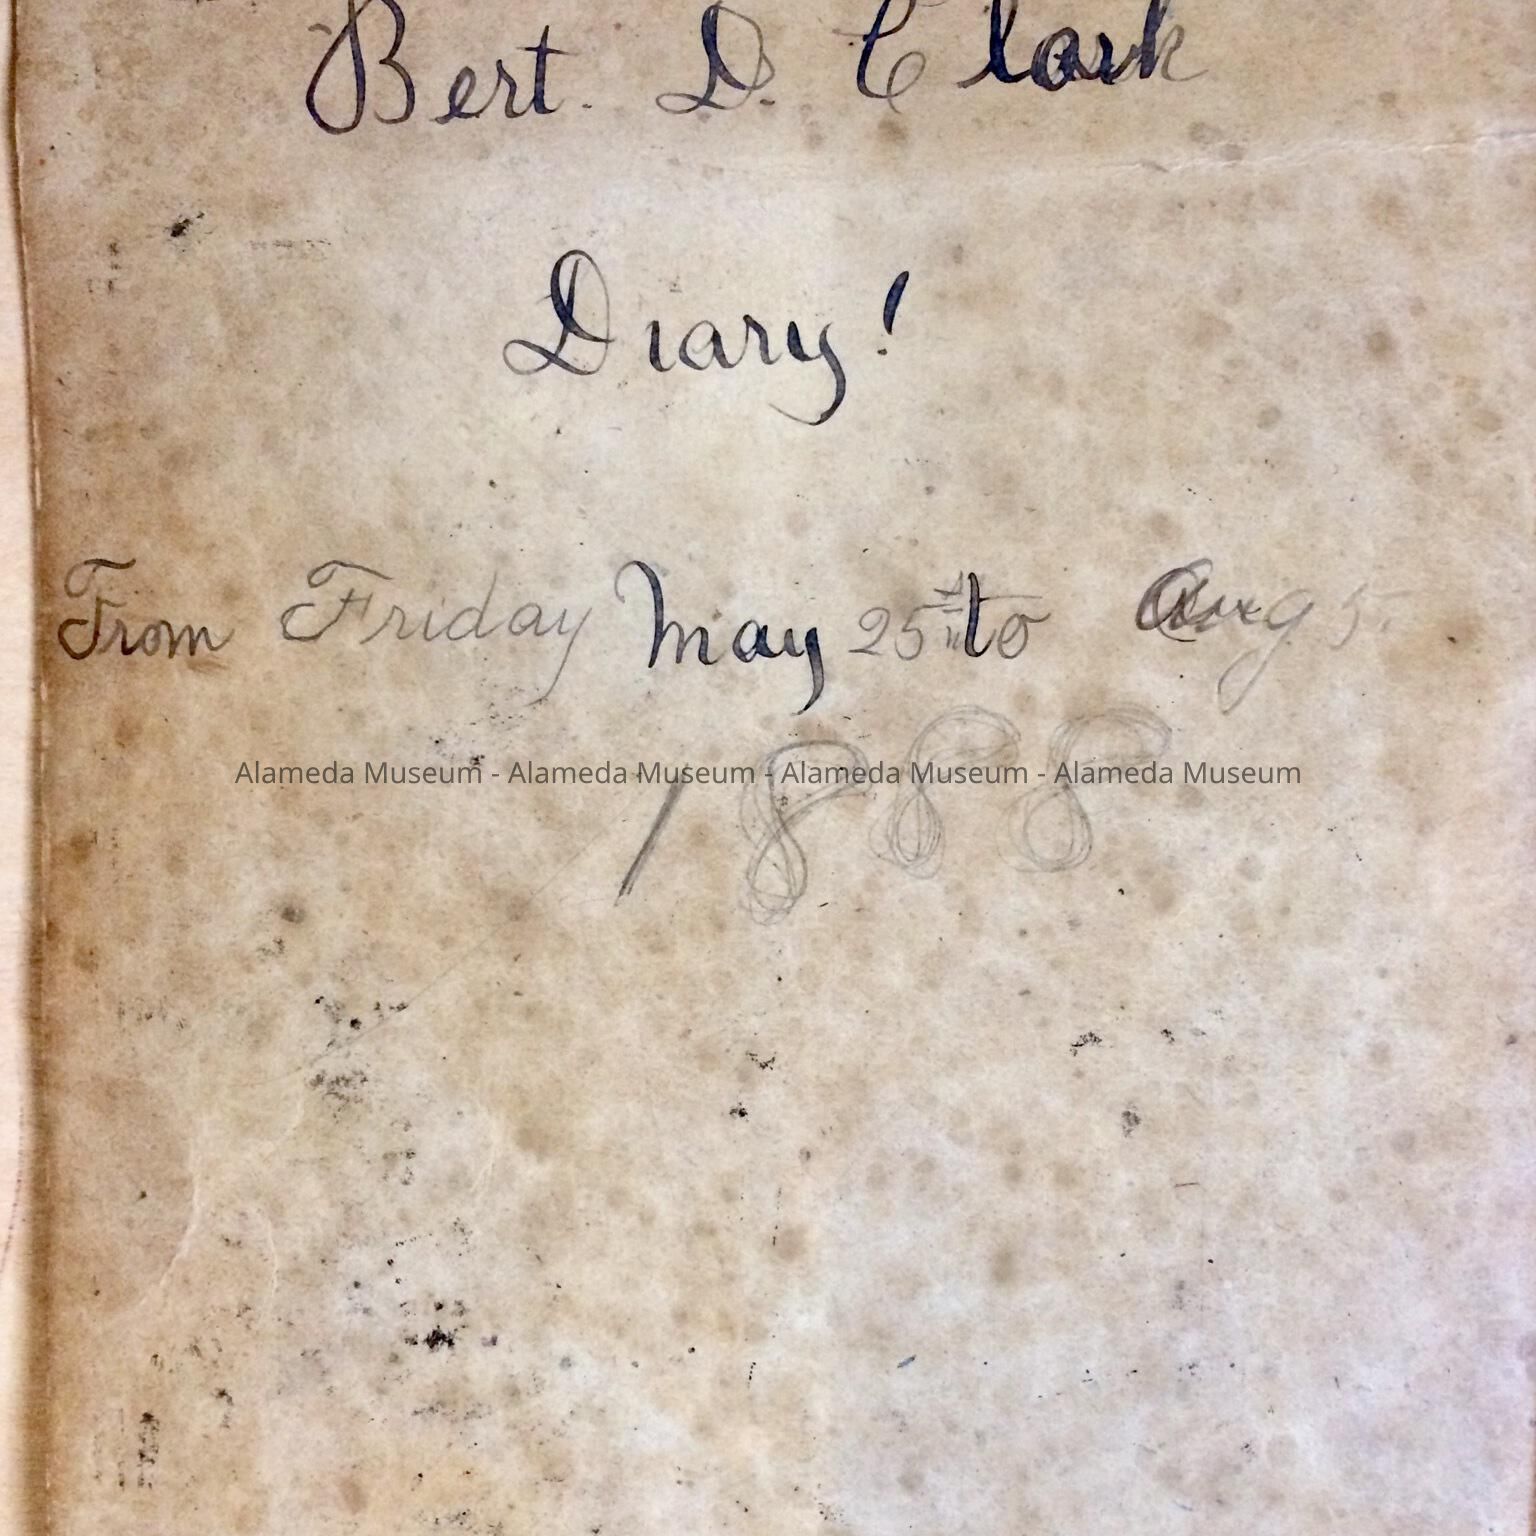 Bert. D. Clark
Diary!
From Friday May 25th to Aug 5.
1888
Alameda Museum - Alameda Museum - Alameda Museum - Alameda Museum